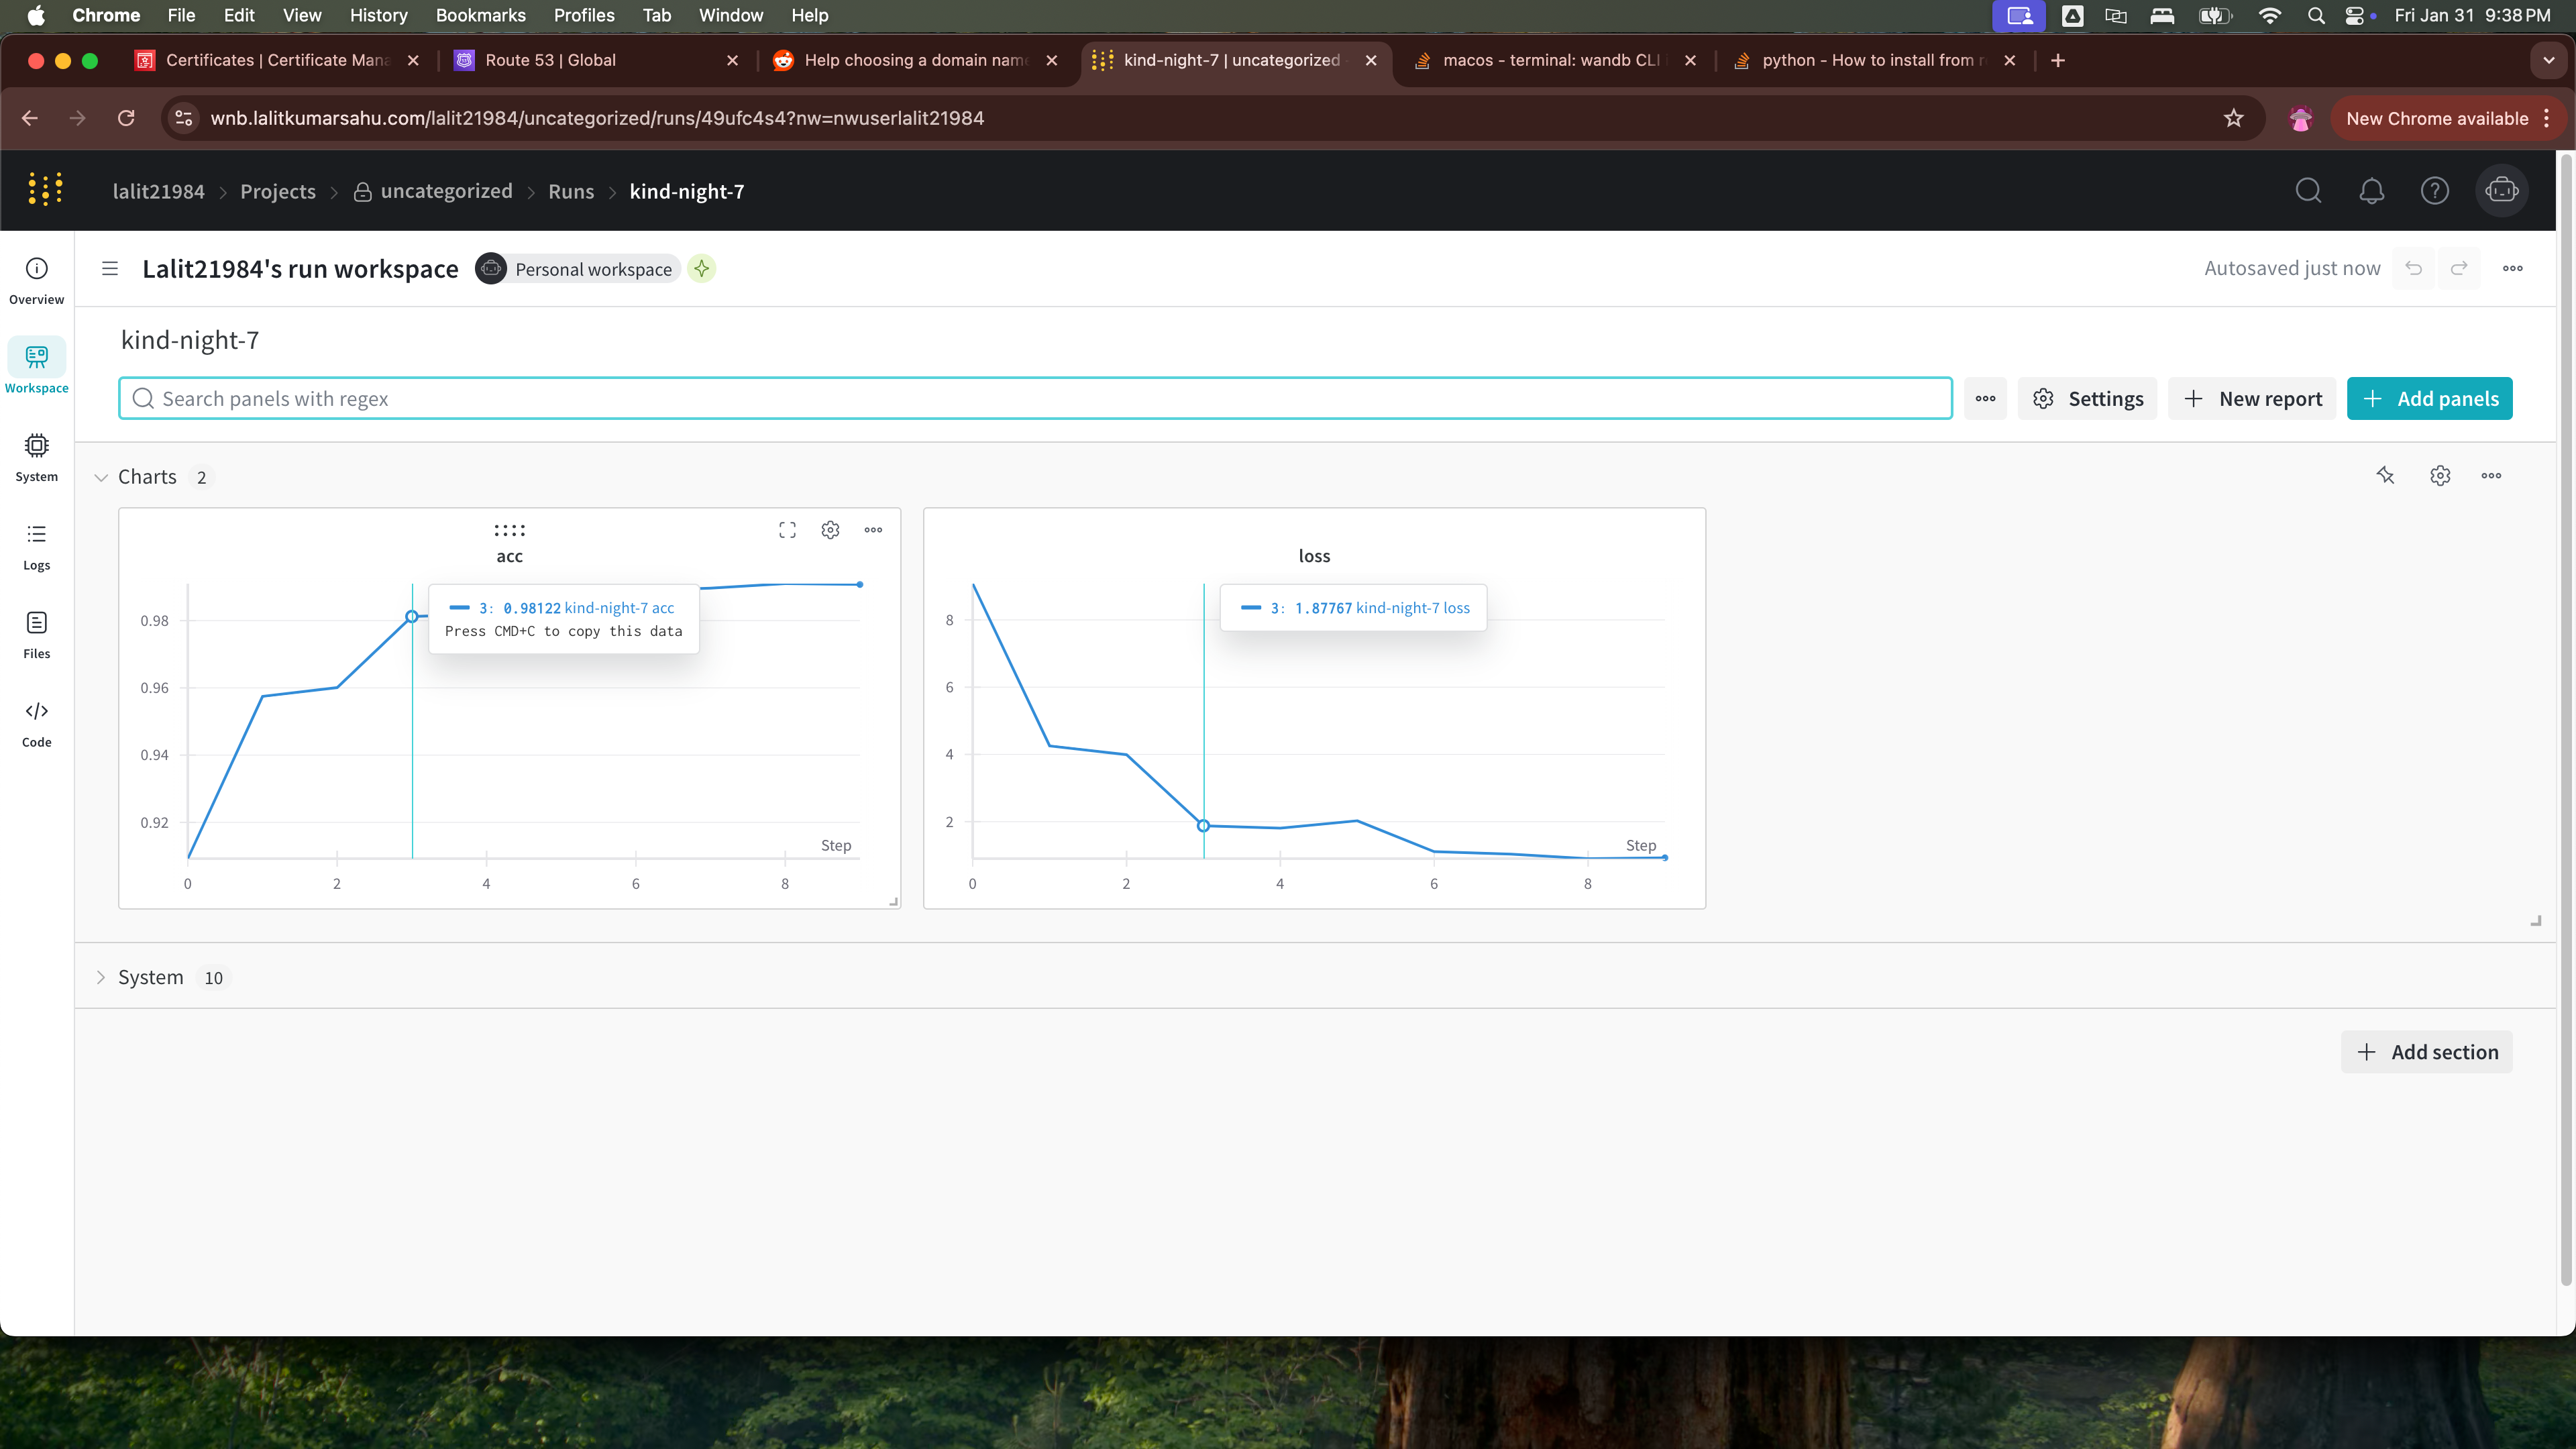 Chrome File Edit View History Bookmarks Profiles Tab Window Help Fri Jan 31 9:38 PM
Certificates | Certificate Mana Route 53 | Global Help choosing a domain name kind-night-7 | uncategorized macos - terminal: wandb CLI python - How to install from r
wnb.lalitkumarsahu.com/lalit21984/uncategorized/runs/49ufc4s4?nw=nwuserlalit21984 New Chrome available
lalit21984 > Projects > uncategorized > Runs > kind-night-7
Overview
Workspace
System
Logs
Files
Code
Lalit21984's run workspace Personal workspace Autosaved just now
kind-night-7
Search panels with regex Settings New report Add panels
Charts 2
acc
3: 0.98122 kind-night-7 acc
Press CMD+C to copy this data
0.98
0.96
0.94
0.92
Step
0 2 4 6 8
loss
3: 1.87767 kind-night-7 loss
8
6
4
2
Step
0 2 4 6 8
System 10
Add section